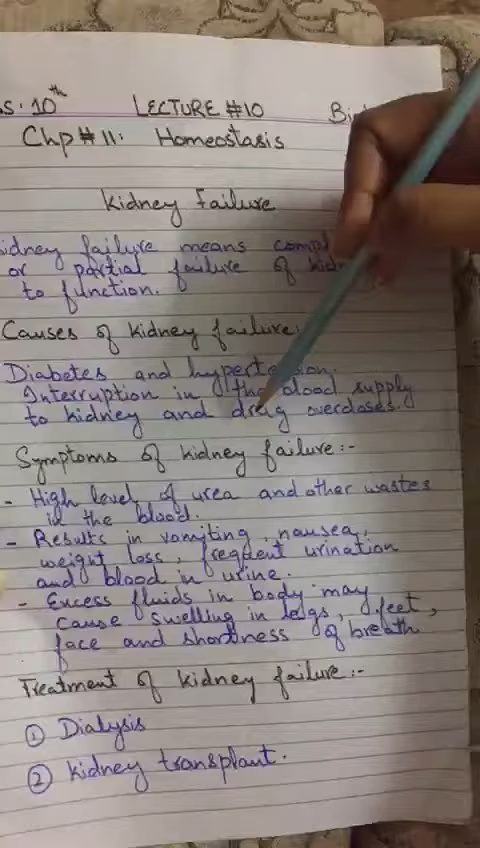 s. 10th LECTURE #10 Bi
Chp # 11: Homeostasis
Kidney Failure
idney failure means compl
or partial failure of kid
to function.
Causes of kidney failure:
Diabetes and hypertension.
Interruption in the blood supply
to kidney and drug overdoses.
Symptoms of kidney failure:-
- High level of urea and other wastes
in the blood.
- Results in vomiting, nausea,
weight loss, frequent urination
and blood in urine.
- Excess fluids in body may
cause swelling in legs, feet,
face and shortness of breath
Treatment of kidney failure:-
① Dialysis
② Kidney transplant.